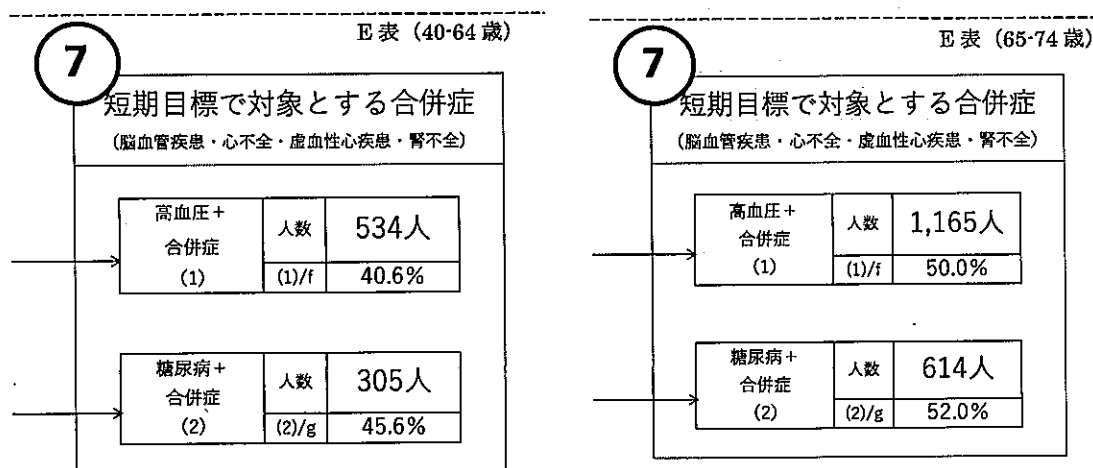 E表（40-64歳）
7
短期目標で対象とする合併症
（脳血管疾患・心不全・虚血性心疾患・腎不全）
高血圧＋
合併症
(1)
人数
534人
(1)/f
40.6%
糖尿病＋
合併症
(2)
人数
305人
(2)/g
45.6%
E表（65-74歳）
7
短期目標で対象とする合併症
（脳血管疾患・心不全・虚血性心疾患・腎不全）
高血圧＋
合併症
(1)
人数
1,165人
(1)/f
50.0%
糖尿病＋
合併症
(2)
人数
614人
(2)/g
52.0%